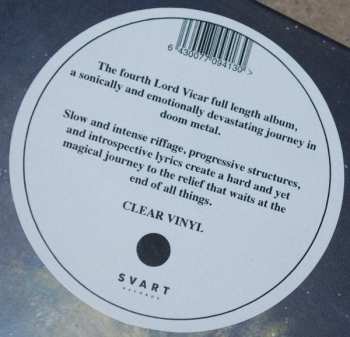 6 430077 094130 >
The fourth Lord Vicar full length album,
a sonically and emotionally devastating journey in
doom metal.
Slow and intense riffage, progressive structures,
and introspective lyrics create a hard and yet
magical journey to the relief that waits at the
end of all things.
CLEAR VINYL
SVART
RECORDS